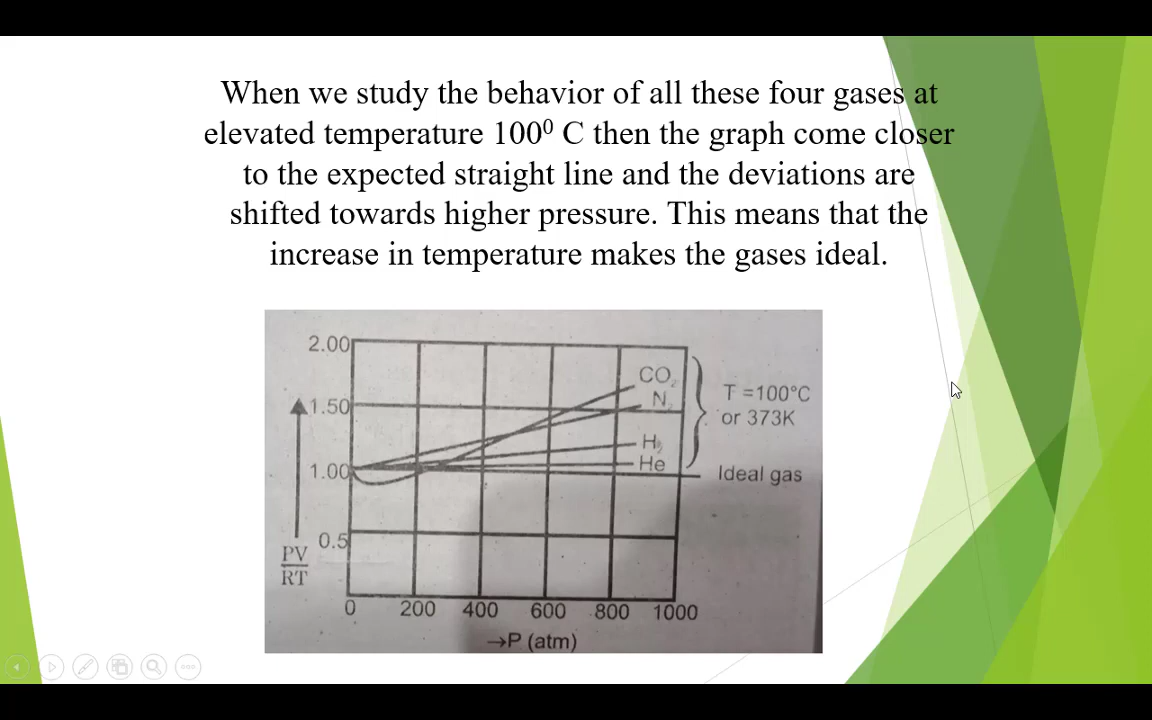 When we study the behavior of all these four gases at
elevated temperature 100⁰ C then the graph come closer
to the expected straight line and the deviations are
shifted towards higher pressure. This means that the
increase in temperature makes the gases ideal.
2.00
CO₂
N₂
T =100°C
1.50
or 373K
H₂
He
1.00
Ideal gas
0.5
PV
RT
0 200 400 600 800 1000
→P (atm)